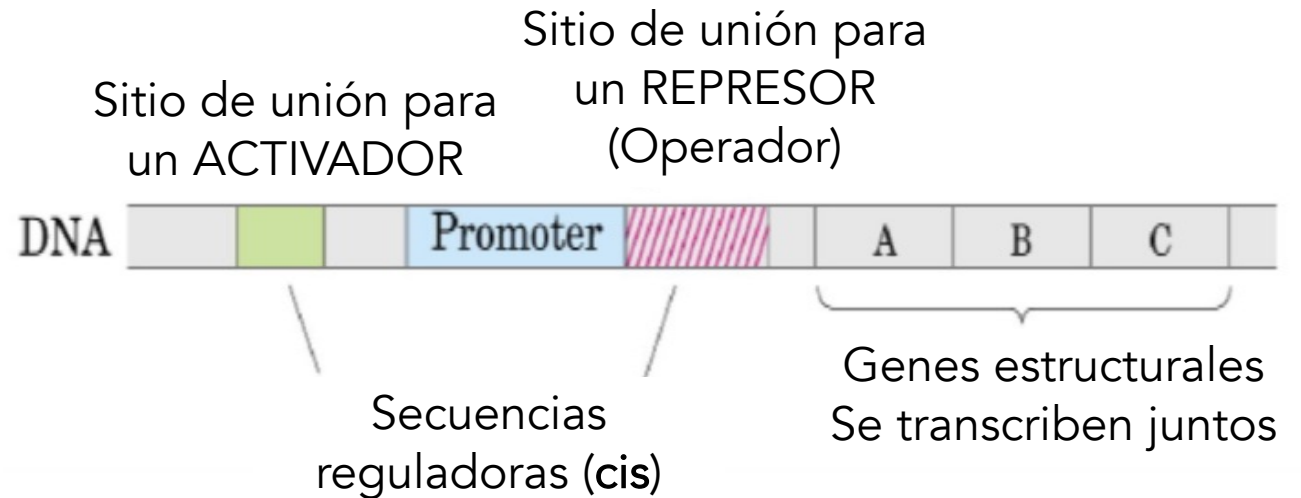 Sitio de unión para
un ACTIVADOR
Sitio de unión para
un REPRESOR
(Operador)
DNA
Promoter
A
B
C
Secuencias
reguladoras (cis)
Genes estructurales
Se transcriben juntos